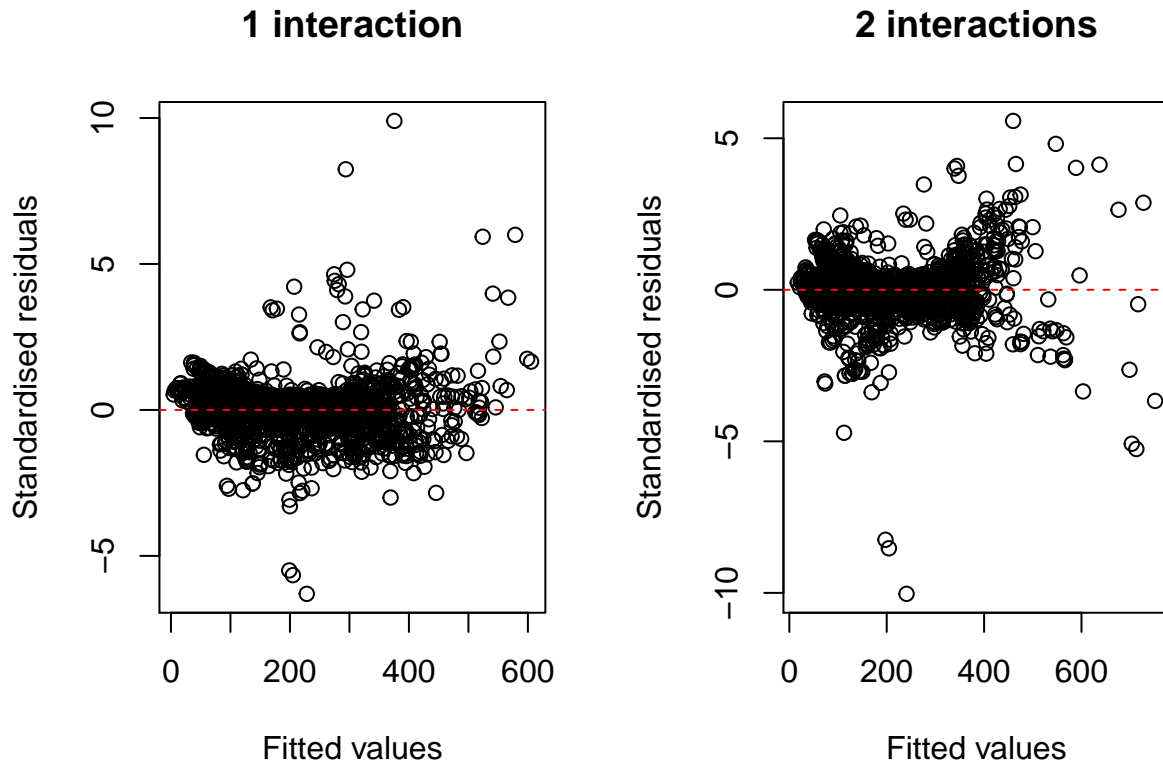 1 interaction
10
5
0
−5
Standardised residuals
0 200 400 600
Fitted values
2 interactions
5
0
−5
−10
Standardised residuals
0 200 400 600
Fitted values